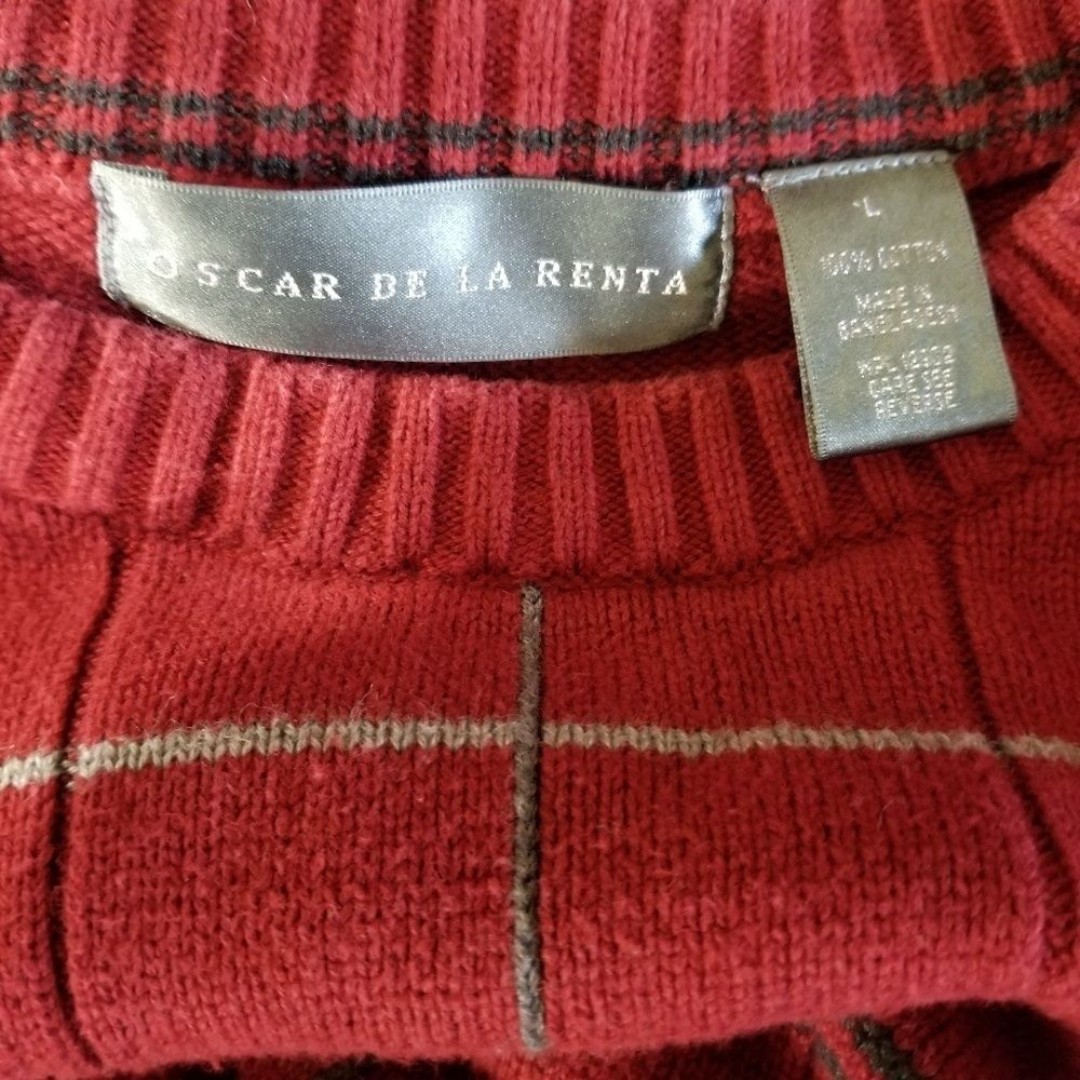 OSCAR DE LA RENTA
L
100% COTTON
MADE IN
BANGLADESH
CARE SEE
REVERSE